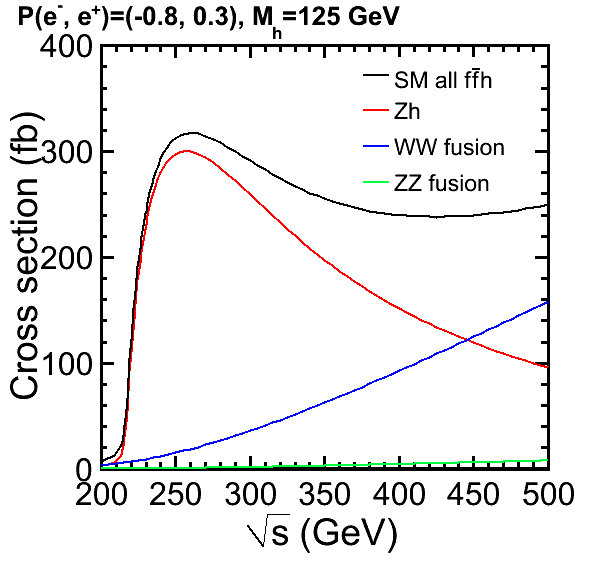 P(e⁻, e⁺)=(-0.8, 0.3), M_h=125 GeV
400
300
200
100
0
Cross section (fb)
SM all ff̄h
Zh
WW fusion
ZZ fusion
200 250 300 350 400 450 500
√s (GeV)